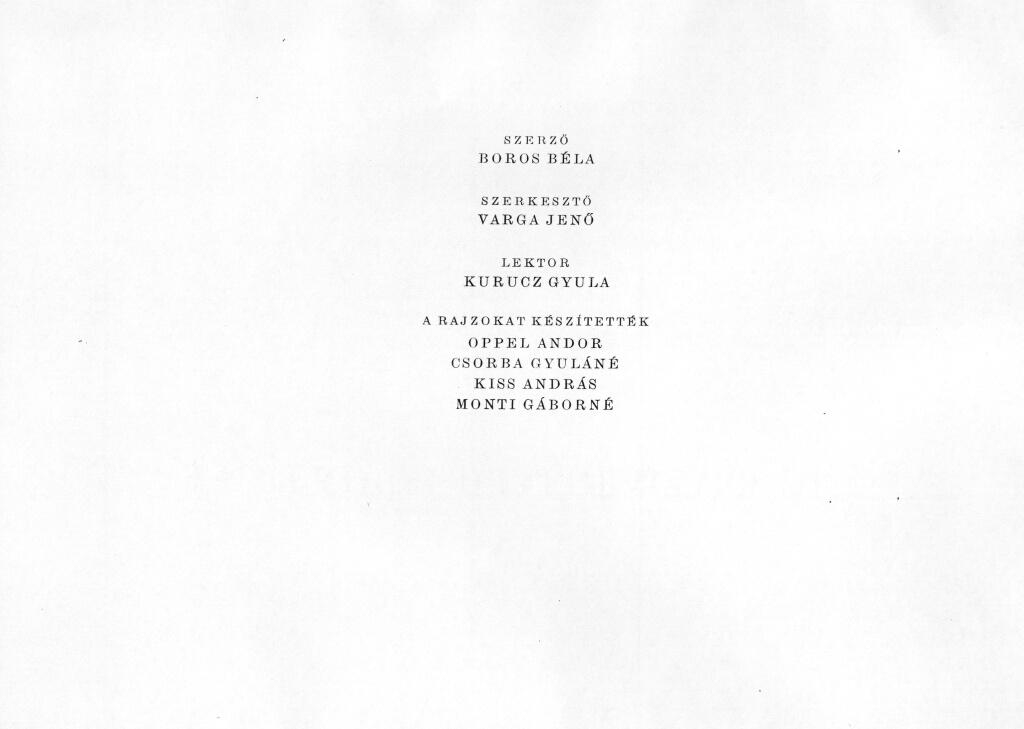 SZERZŐ
BOROS BÉLA
SZERKESZTŐ
VARGA JENŐ
LEKTOR
KURUCZ GYULA
A RAJZOKAT KÉSZÍTETTÉK
OPPEL ANDOR
CSORBA GYULÁNÉ
KISS ANDRÁS
MONTI GÁBORNÉ